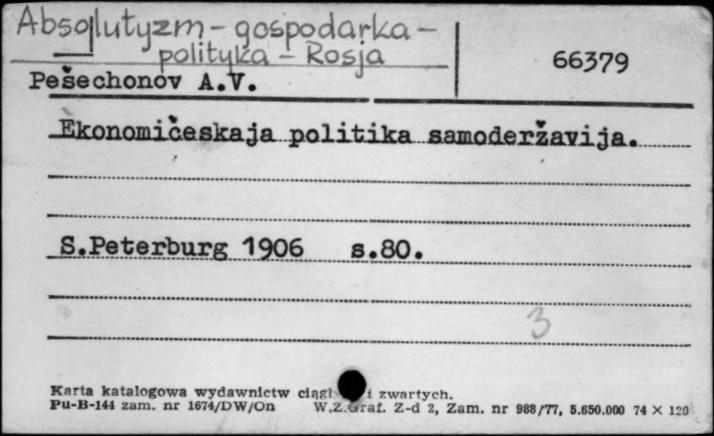 Absolutyzm - gospodarka -
polityka - Rosja
66379
Pešechonov A.V.
Ekonomičeskaja politika samoderžavija.
S.Peterburg 1906 s.80.
3
Karta katalogowa wydawnictw i zwartych.
Pu-B-144 zam. nr 1674/DW/On W.Z.Graf. Z-d 2, Zam. nr 988/77, 5.650.000 74 × 120